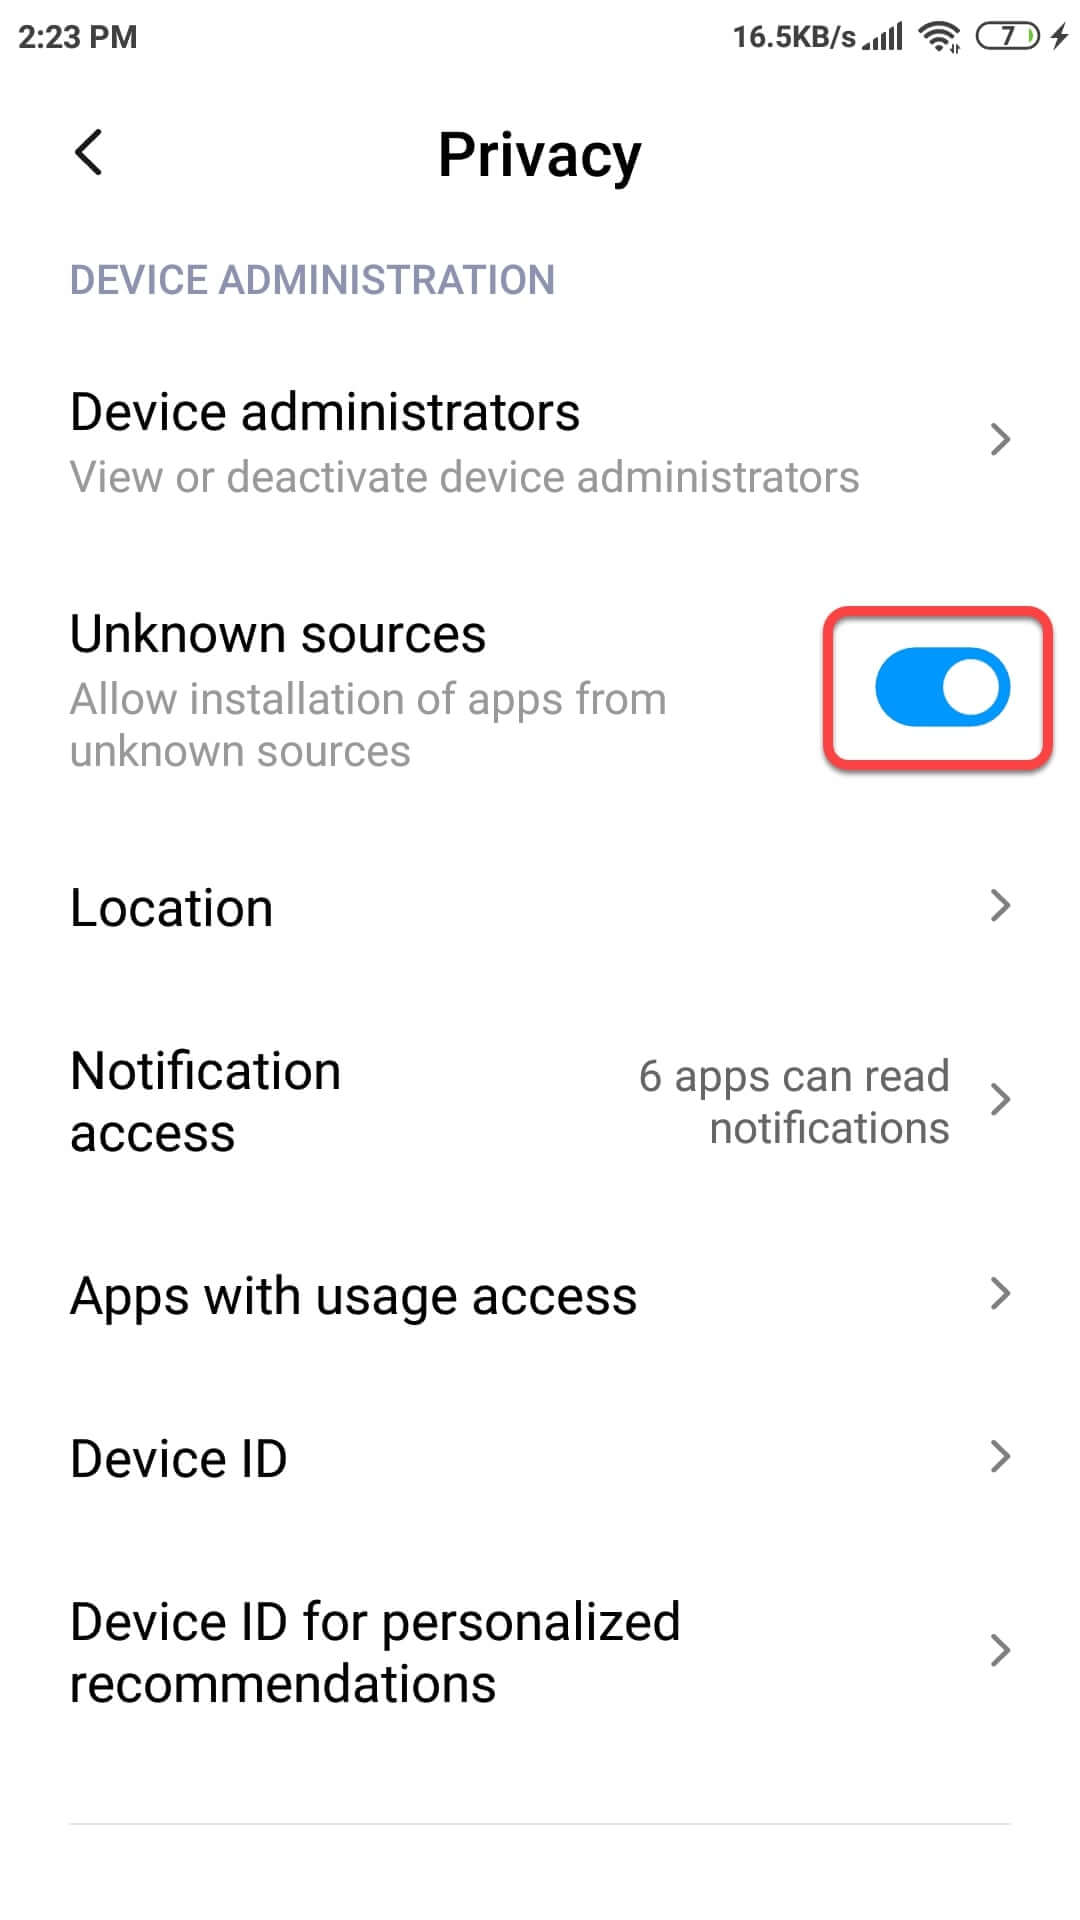 2:23 PM 16.5KB/s 7
Privacy
DEVICE ADMINISTRATION
Device administrators
View or deactivate device administrators
Unknown sources
Allow installation of apps from
unknown sources
Location
Notification
access
6 apps can read
notifications
Apps with usage access
Device ID
Device ID for personalized
recommendations